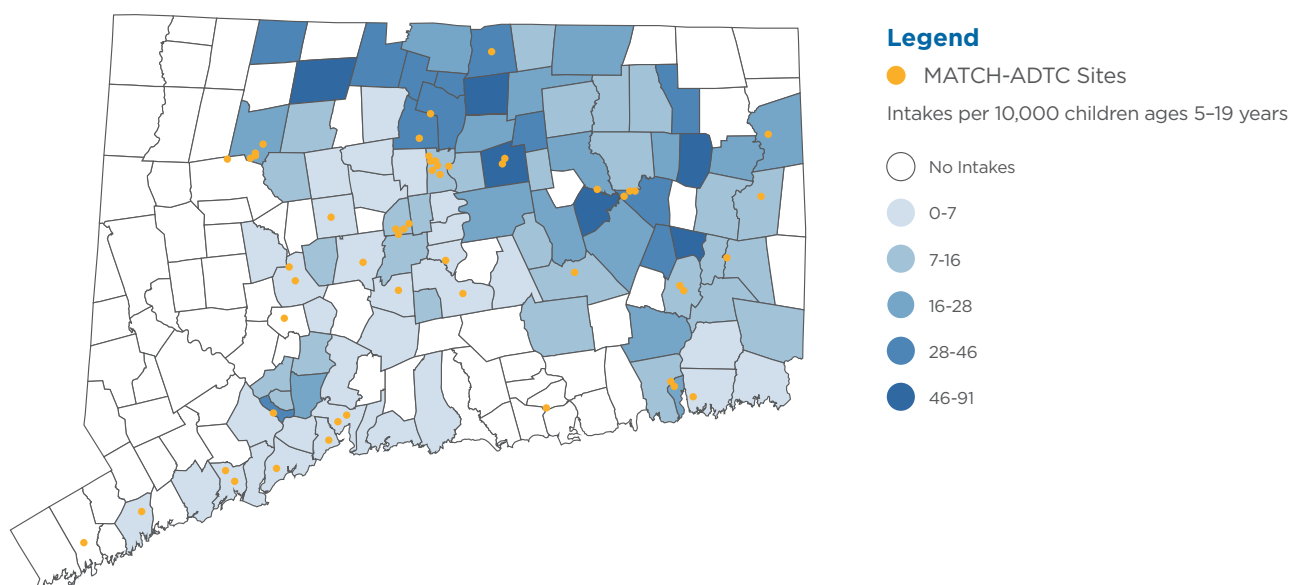 Legend
MATCH-ADTC Sites
Intakes per 10,000 children ages 5–19 years
No Intakes
0-7
7-16
16-28
28-46
46-91